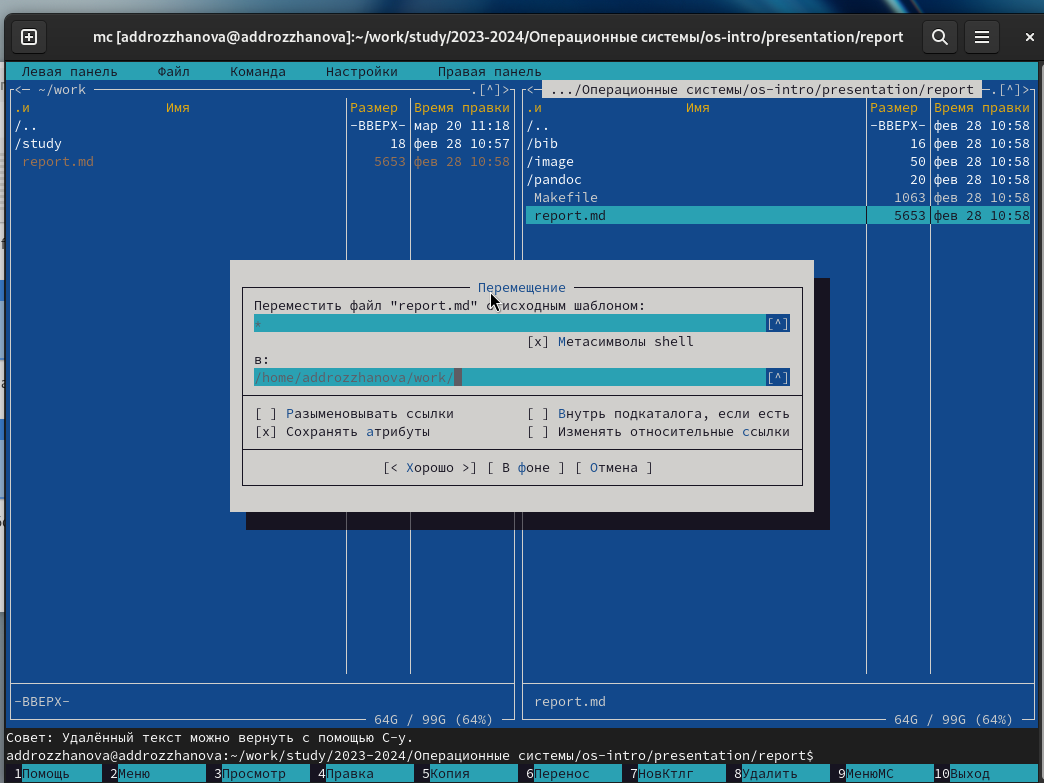 mc [addrozzhanova@addrozzhanova]:~/work/study/2023-2024/Операционные системы/os-intro/presentation/report
Левая панель Файл Команда Настройки Правая панель
<— ~/work .[^]> <— .../Операционные системы/os-intro/presentation/report .[^]>
.и Имя Размер Время правки .и Имя Размер Время правки
/.. -ВВЕРХ- мар 20 11:18 /.. -ВВЕРХ- фев 28 10:58
/study 18 фев 28 10:57 /bib 16 фев 28 10:58
report.md 5653 фев 28 10:58 /image 50 фев 28 10:58
/pandoc 20 фев 28 10:58
Makefile 1063 фев 28 10:58
report.md 5653 фев 28 10:58
Перемещение
Переместить файл "report.md" с исходным шаблоном:
* [^]
[x] Метасимволы shell
в:
/home/addrozzhanova/work/ [^]
[ ] Разыменовывать ссылки [ ] Внутрь подкаталога, если есть
[x] Сохранять атрибуты [ ] Изменять относительные ссылки
[< Хорошо >] [ В фоне ] [ Отмена ]
-ВВЕРХ- report.md
64G / 99G (64%) 64G / 99G (64%)
Совет: Удалённый текст можно вернуть с помощью C-y.
addrozzhanova@addrozzhanova:~/work/study/2023-2024/Операционные системы/os-intro/presentation/report$
1Помощь 2Меню 3Просмотр 4Правка 5Копия 6Перенос 7НовКтлг 8Удалить 9МенюМС 10Выход